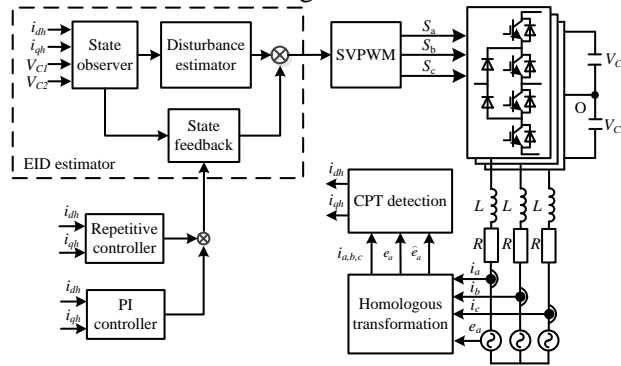 i_dh
i_qh
V_C1
V_C2
State observer
Disturbance estimator
State feedback
EID estimator
SVPWM
S_a
S_b
S_c
V_C
O
V_C
i_dh
i_qh
CPT detection
L
L
L
R
R
R
i_dh
i_qh
Repetitive controller
i_a,b,c
e_a
ê_a
i_a
i_b
i_c
e_a
Homologous transformation
i_dh
i_qh
PI controller